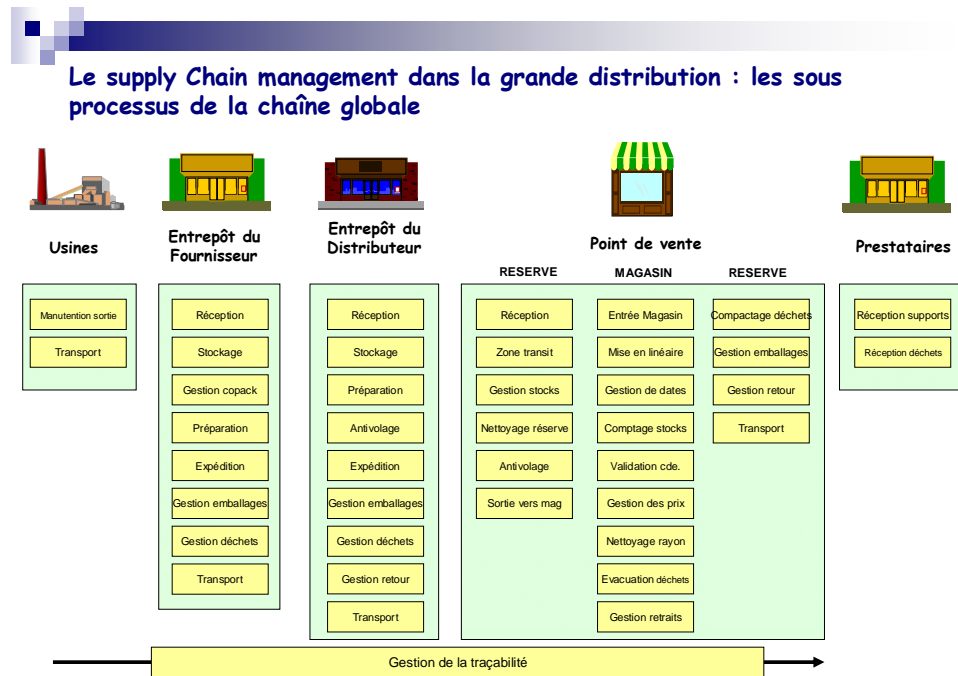 Le supply Chain management dans la grande distribution : les sous
processus de la chaîne globale
Usines
Entrepôt du
Fournisseur
Entrepôt du
Distributeur
Point de vente
Prestataires
RESERVE
MAGASIN
RESERVE
Manutention sortie
Transport
Réception
Stockage
Gestion copack
Préparation
Expédition
Gestion emballages
Gestion déchets
Transport
Réception
Stockage
Préparation
Antivolage
Expédition
Gestion emballages
Gestion déchets
Gestion retour
Transport
Réception
Zone transit
Gestion stocks
Nettoyage réserve
Antivolage
Sortie vers mag
Entrée Magasin
Mise en linéaire
Gestion de dates
Comptage stocks
Validation cde.
Gestion des prix
Nettoyage rayon
Evacuation déchets
Gestion retraits
Compactage déchets
Gestion emballages
Gestion retour
Transport
Réception supports
Réception déchets
Gestion de la traçabilité